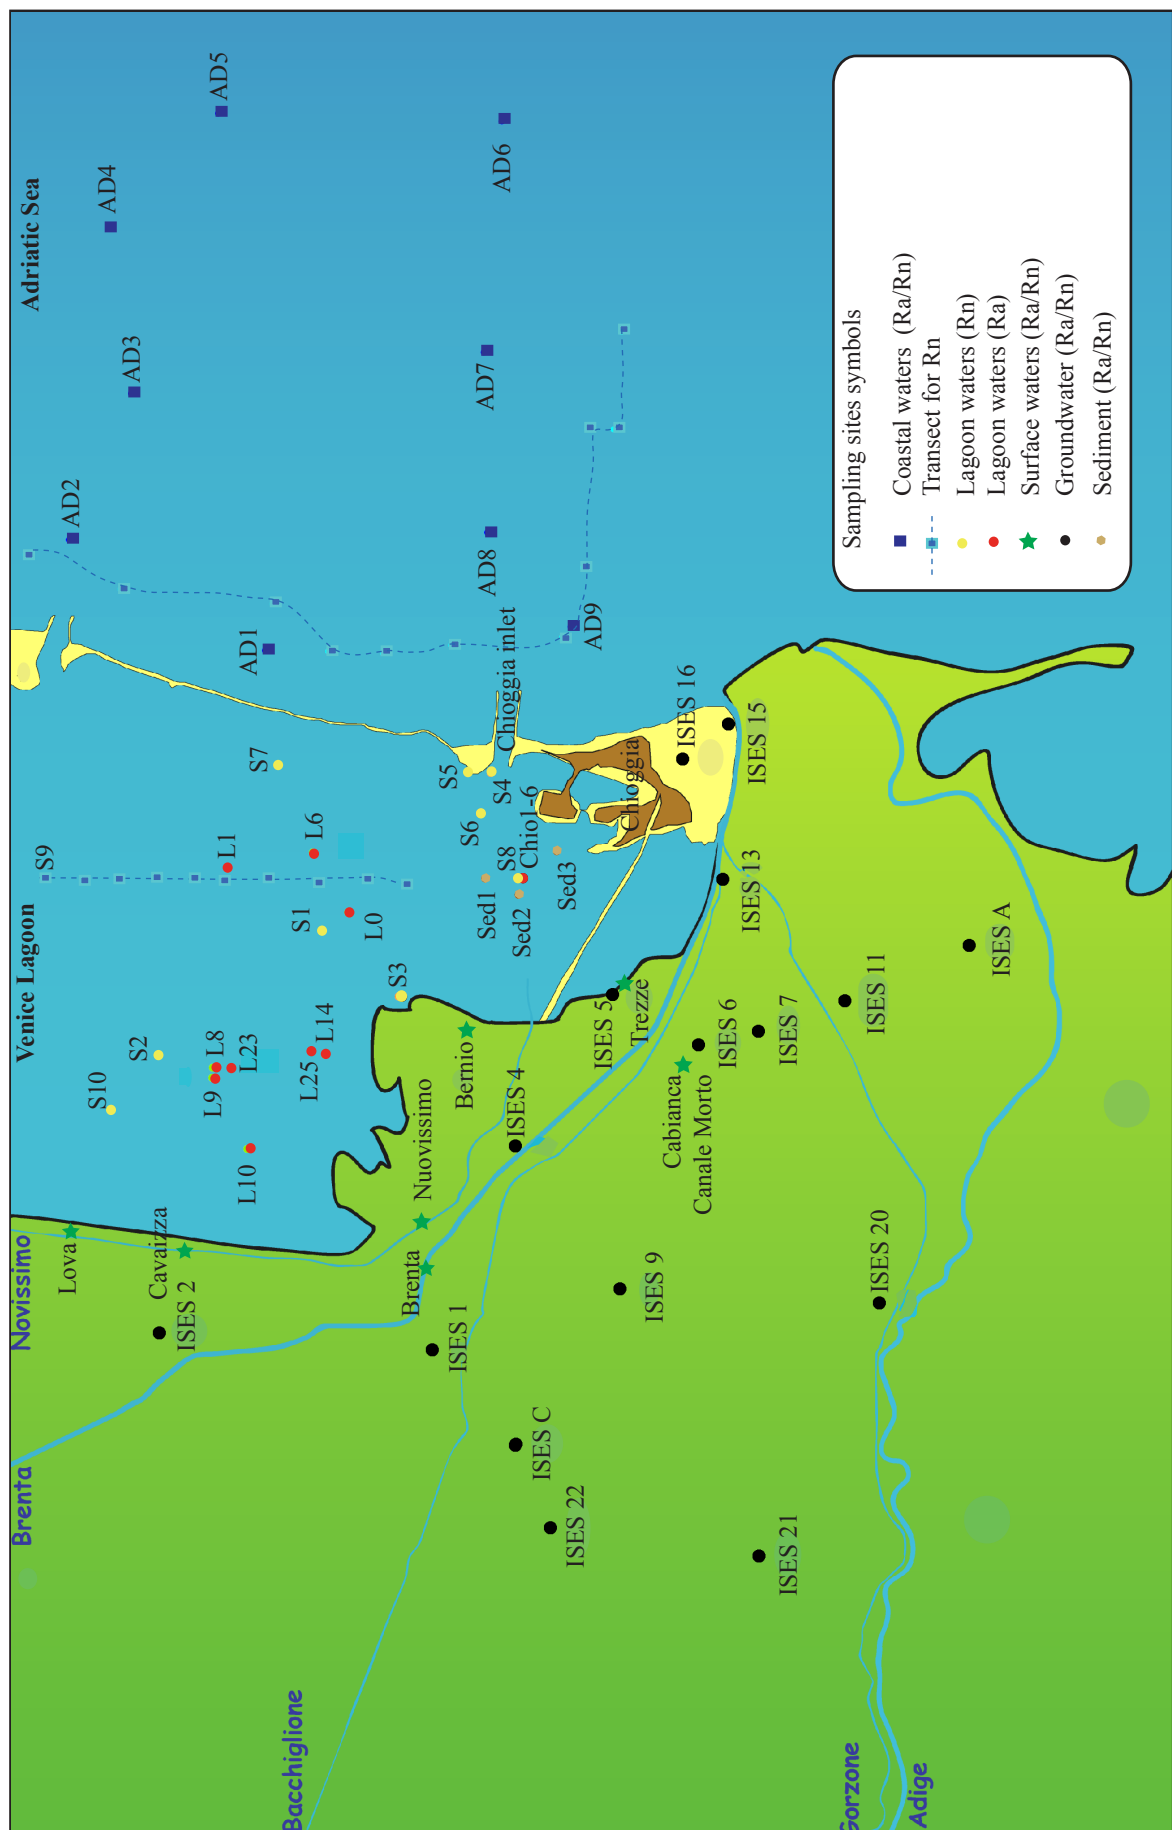 Brenta
Novissimo
Venice Lagoon
Adriatic Sea
Lova
S10
S9
AD2
AD4
AD3
S2
Cavaizza
ISES 2
L9
L8
L23
L1
AD5
L10
S7
AD1
Bacchiglione
L25
L14
S1
L6
L0
S3
Nuovissimo
Brenta
ISES 1
Bernio
S5
S6
S4
Chioggia inlet
AD8
AD7
AD6
Sed1
S8
Sed2
Chio1-6
ISES 4
ISES C
Sed3
AD9
ISES 22
ISES 5
Trezze
Chioggia
ISES 9
Cabianca
Canale Morto
ISES 16
ISES 6
ISES 13
ISES 15
ISES 7
ISES 21
ISES 11
ISES 20
Gorzone
Adige
ISES A
Sampling sites symbols
Coastal waters (Ra/Rn)
Transect for Rn
Lagoon waters (Rn)
Lagoon waters (Ra)
Surface waters (Ra/Rn)
Groundwater (Ra/Rn)
Sediment (Ra/Rn)